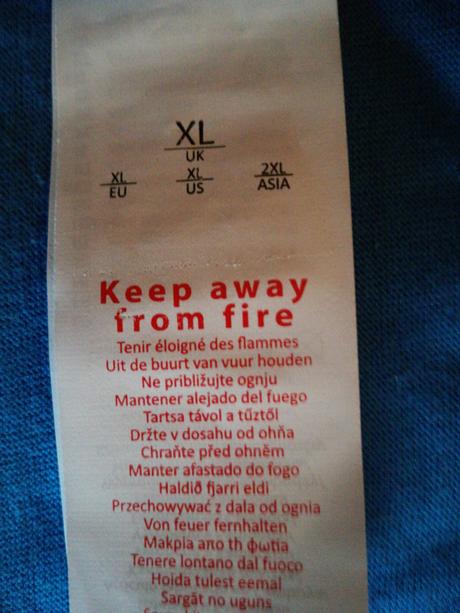 XL
UK
XL
EU
XL
US
2XL
ASIA
Keep away
from fire
Tenir éloigné des flammes
Uit de buurt van vuur houden
Ne približujte ognju
Mantener alejado del fuego
Tartsa távol a tűztől
Držte v dosahu od ohňa
Chraňte před ohněm
Manter afastado do fogo
Haldið fjarri eldi
Przechowywać z dala od ognia
Von feuer fernhalten
Μakpia aπo th φωtia
Tenere lontano dal fuoco
Hoida tulest eemal
Sargāt no uguns